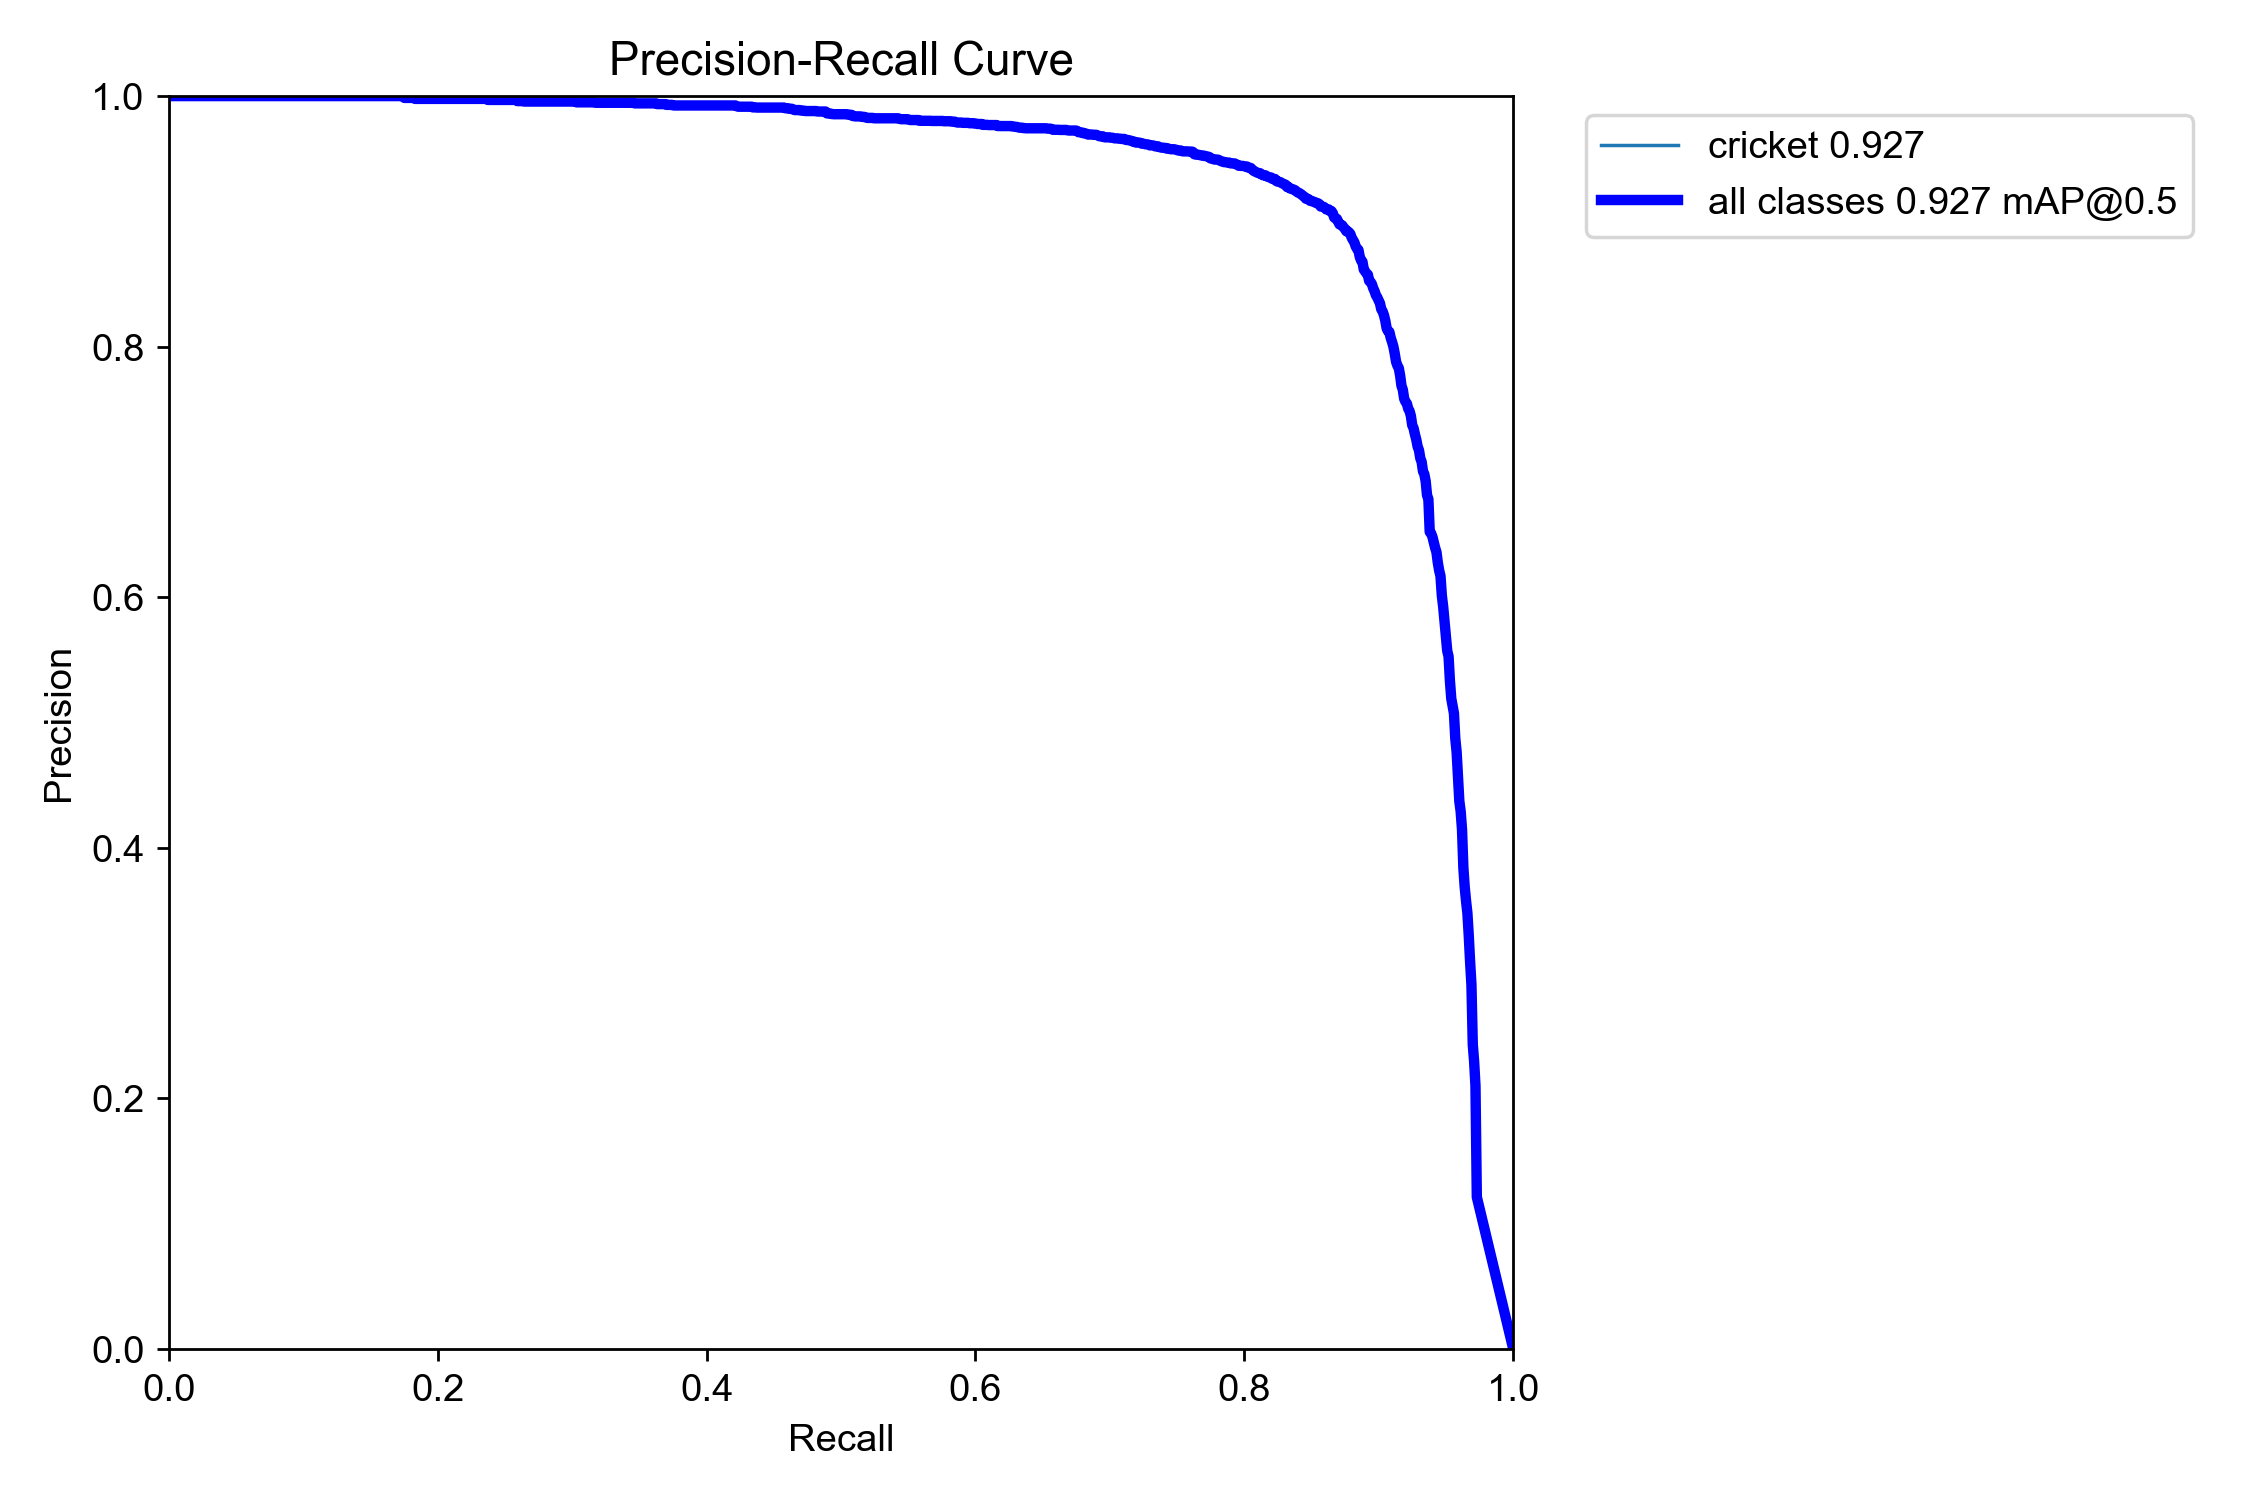 Precision-Recall Curve
cricket 0.927
all classes 0.927 mAP@0.5
1.0
0.8
0.6
0.4
0.2
0.0
Precision
0.0 0.2 0.4 0.6 0.8 1.0
Recall